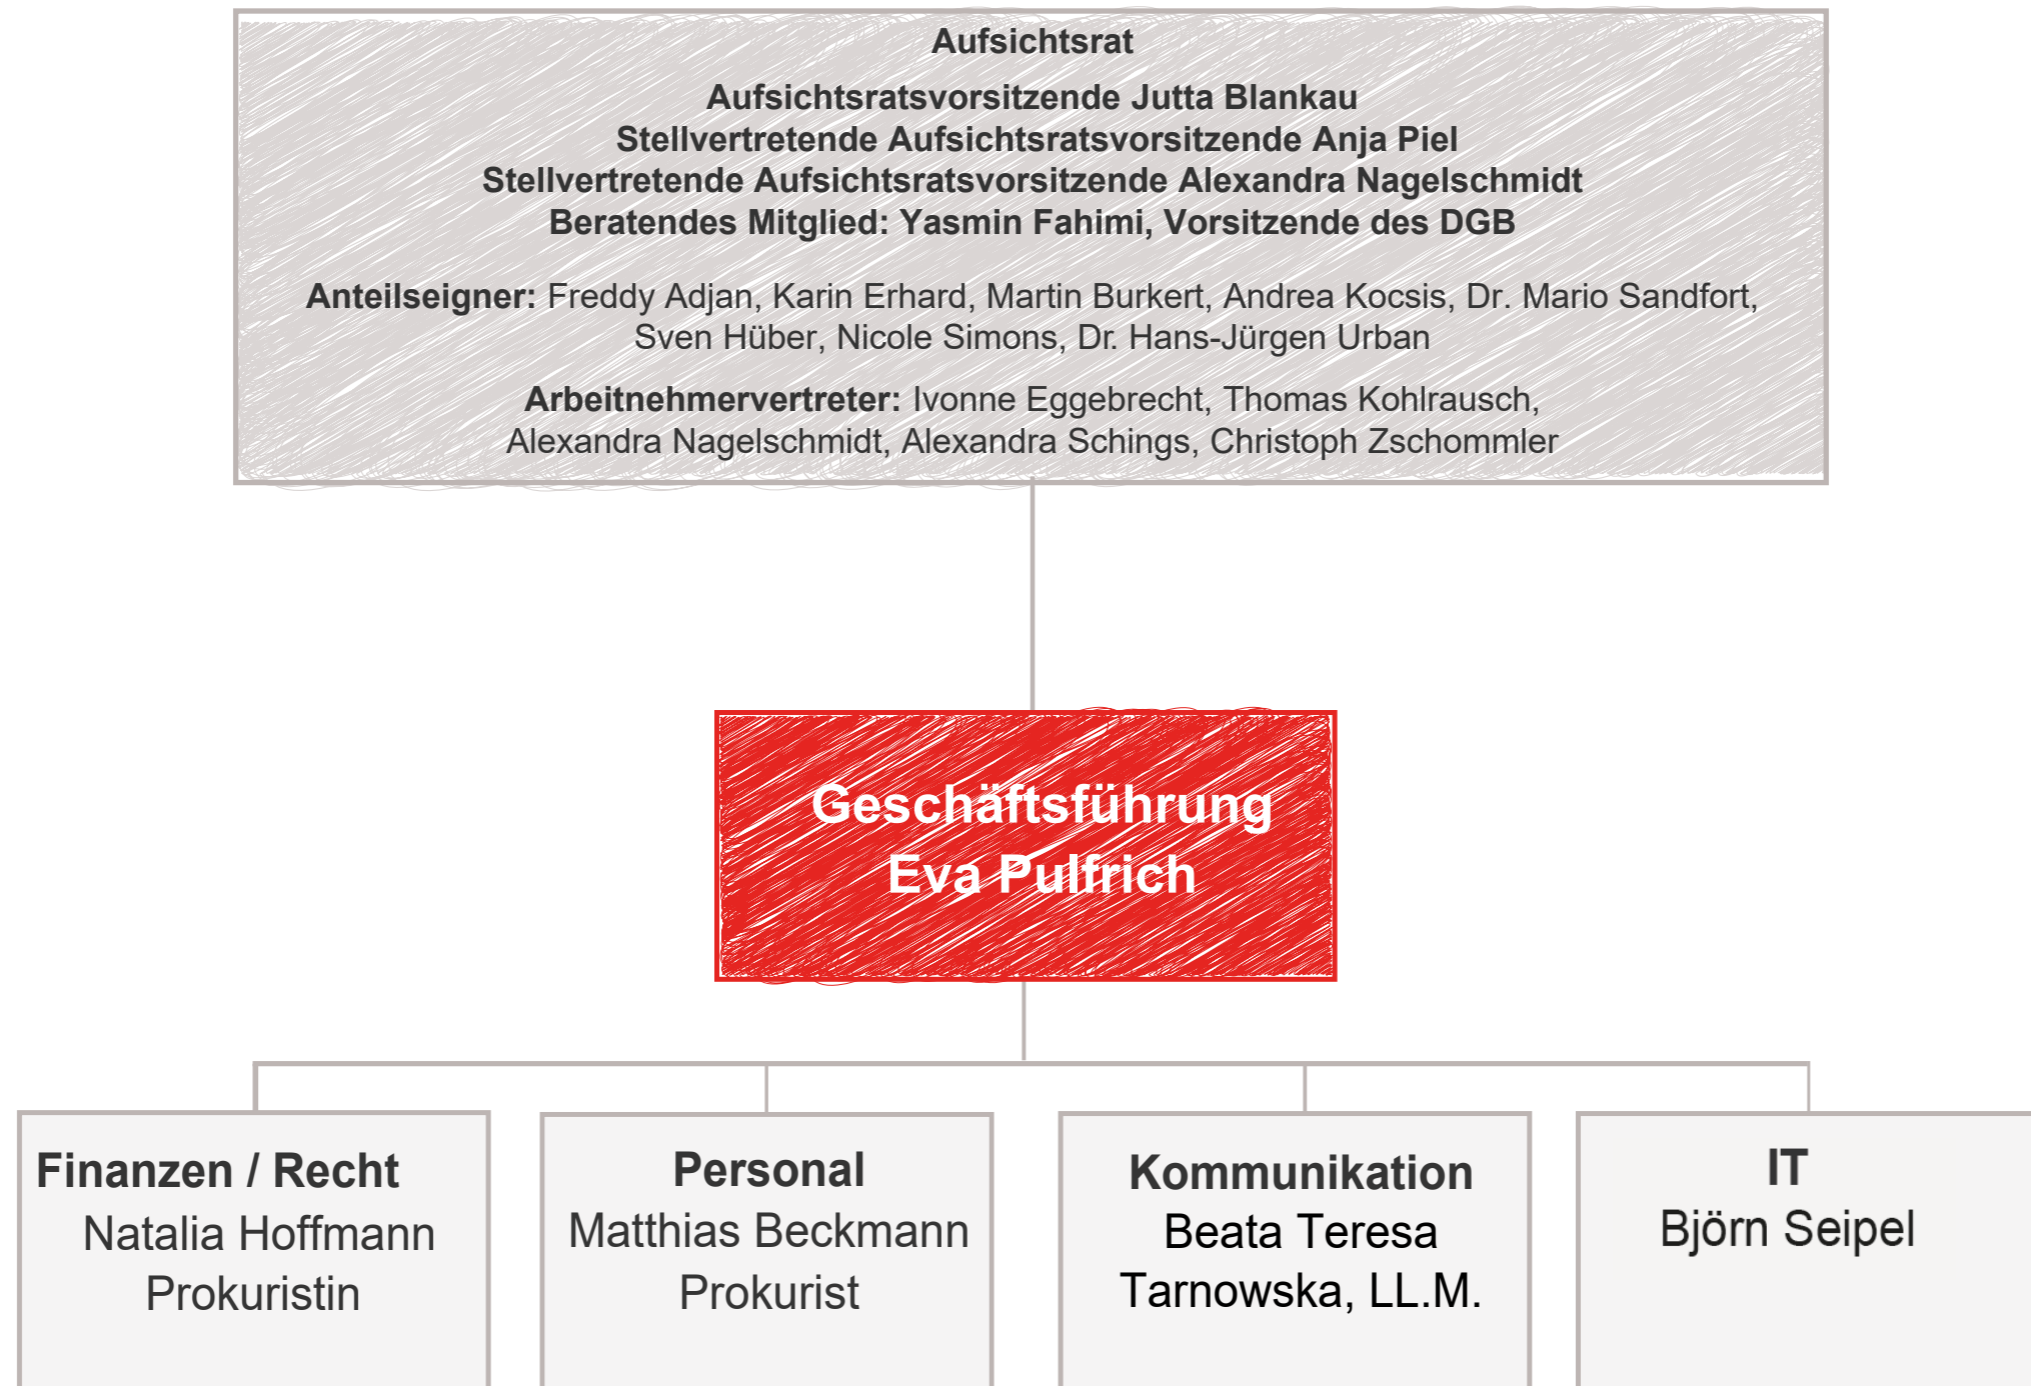 Aufsichtsrat
Aufsichtsratsvorsitzende Jutta Blankau
Stellvertretende Aufsichtsratsvorsitzende Anja Piel
Stellvertretende Aufsichtsratsvorsitzende Alexandra Nagelschmidt
Beratendes Mitglied: Yasmin Fahimi, Vorsitzende des DGB
Anteilseigner: Freddy Adjan, Karin Erhard, Martin Burkert, Andrea Kocsis, Dr. Mario Sandfort,
Sven Hüber, Nicole Simons, Dr. Hans-Jürgen Urban
Arbeitnehmervertreter: Ivonne Eggebrecht, Thomas Kohlrausch,
Alexandra Nagelschmidt, Alexandra Schings, Christoph Zschommler
Geschäftsführung
Eva Pulfrich
Finanzen / Recht
Natalia Hoffmann
Prokuristin
Personal
Matthias Beckmann
Prokurist
Kommunikation
Beata Teresa
Tarnowska, LL.M.
IT
Björn Seipel